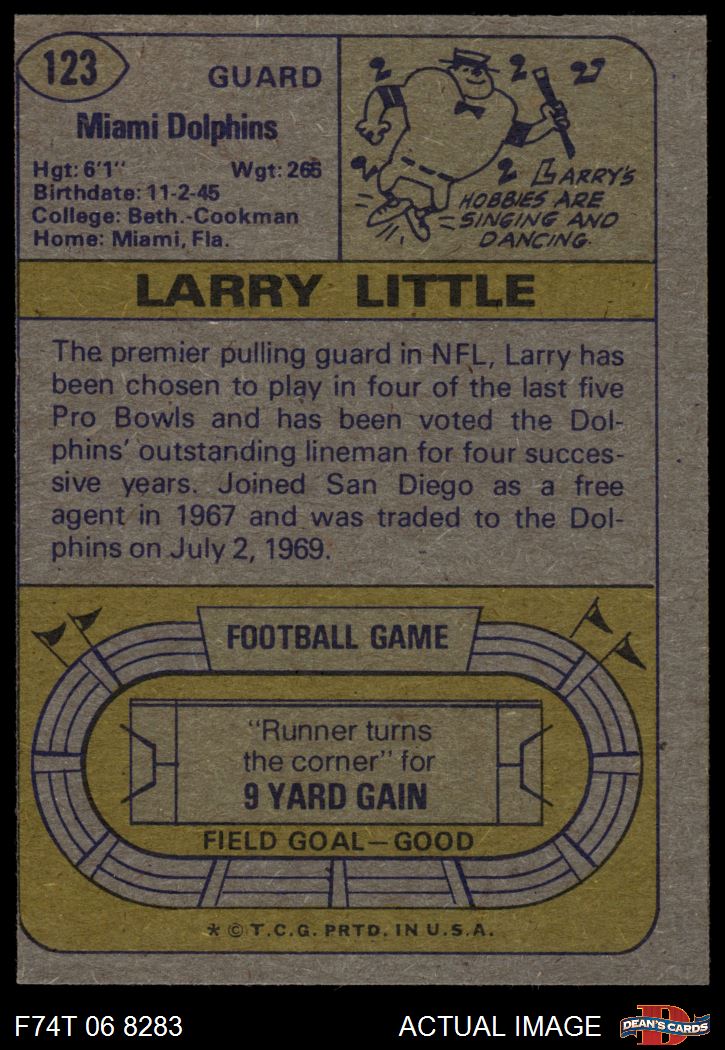 123
GUARD
Miami Dolphins
Hgt: 6'1" Wgt: 265
Birthdate: 11-2-45
College: Beth.-Cookman
Home: Miami, Fla.
LARRY'S
HOBBIES ARE
SINGING AND
DANCING.
LARRY LITTLE
The premier pulling guard in NFL, Larry has
been chosen to play in four of the last five
Pro Bowls and has been voted the Dol-
phins' outstanding lineman for four succes-
sive years. Joined San Diego as a free
agent in 1967 and was traded to the Dol-
phins on July 2, 1969.
FOOTBALL GAME
"Runner turns
the corner" for
9 YARD GAIN
FIELD GOAL—GOOD
* © T.C.G. PRTD. IN U.S.A.
F74T 06 8283 ACTUAL IMAGE
D
DEAN'S CARDS